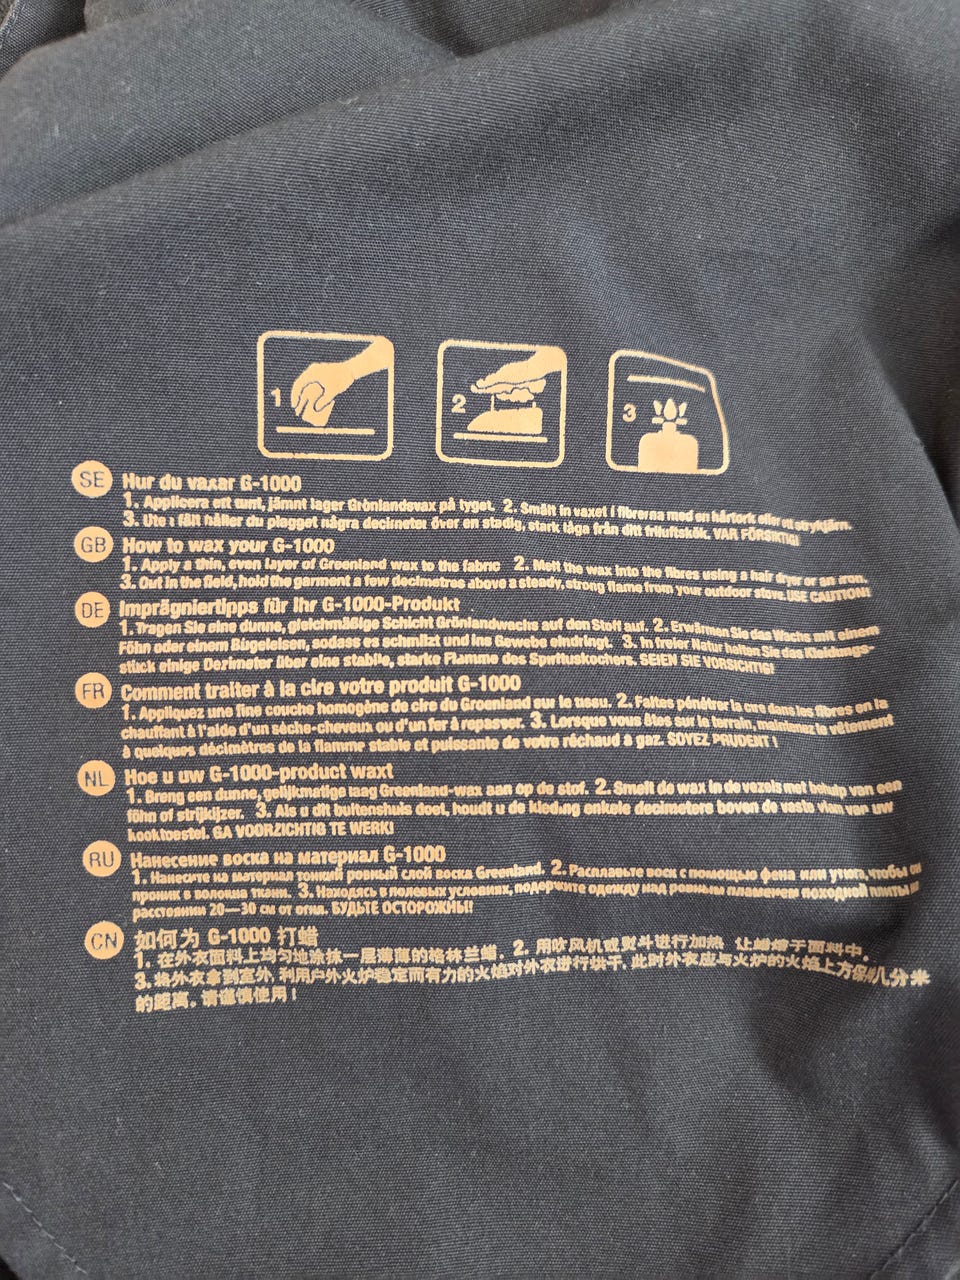 1
2
3
SE Hur du vaxar G-1000
1. Applicera ett tunt, jämnt lager Grönlandsvax på tyget. 2. Smält in vaxet i fibrerna med en hårtork eller ett strykjärn.
3. Ute i fält håller du plagget några decimeter över en stadig, stark låga från ditt friluftskök. VAR FÖRSIKTIG!
GB How to wax your G-1000
1. Apply a thin, even layer of Greenland wax to the fabric 2. Melt the wax into the fibres using a hair dryer or an iron.
3. Out in the field, hold the garment a few decimetres above a steady, strong flame from your outdoor stove. USE CAUTION!
DE Imprägniertipps für Ihr G-1000-Produkt
1. Tragen Sie eine dünne, gleichmäßige Schicht Grönlandwachs auf den Stoff auf. 2. Erwärmen Sie das Wachs mit einem
Föhn oder einem Bügeleisen, sodass es schmilzt und ins Gewebe eindringt. 3. In freier Natur halten Sie das Kleidungs-
stück einige Dezimeter über eine stabile, starke Flamme des Spirituskochers. SEIEN SIE VORSICHTIG!
FR Comment traiter à la cire votre produit G-1000
1. Appliquez une fine couche homogène de cire du Groenland sur le tissu. 2. Faites pénétrer la cire dans les fibres en la
chauffant à l'aide d'un sèche-cheveux ou d'un fer à repasser. 3. Lorsque vous êtes sur le terrain, maintenez le vêtement
à quelques décimètres de la flamme stable et puissante de votre réchaud à gaz. SOYEZ PRUDENT !
NL Hoe u uw G-1000-product waxt
1. Breng een dunne, gelijkmatige laag Greenland-wax aan op de stof. 2. Smelt de wax in de vezels met behulp van een
föhn of strijkijzer. 3. Als u dit buitenshuis doet, houdt u de kleding enkele decimeters boven de vaste vlam van uw
kooktoestel. GA VOORZICHTIG TE WERK!
RU Нанесение воска на материал G-1000
1. Нанесите на материал тонкий ровный слой воска Greenland. 2. Расплавьте воск с помощью фена или утюга, чтобы он
проник в волокна ткани. 3. Находясь в полевых условиях, подержите одежду над ровным пламенем походной плиты на
расстоянии 20—30 см от огня. БУДЬТЕ ОСТОРОЖНЫ!
CN 如何为 G-1000 打蜡
1. 在外衣面料上均匀地涂抹一层薄薄的格林兰蜡。 2. 用吹风机或熨斗进行加热 让蜡熔于面料中。
3. 将外衣拿到室外, 利用户外火炉稳定而有力的火焰对外衣进行烘干. 此时外衣应与火炉的火焰上方保持几分米
的距离。请谨慎使用！